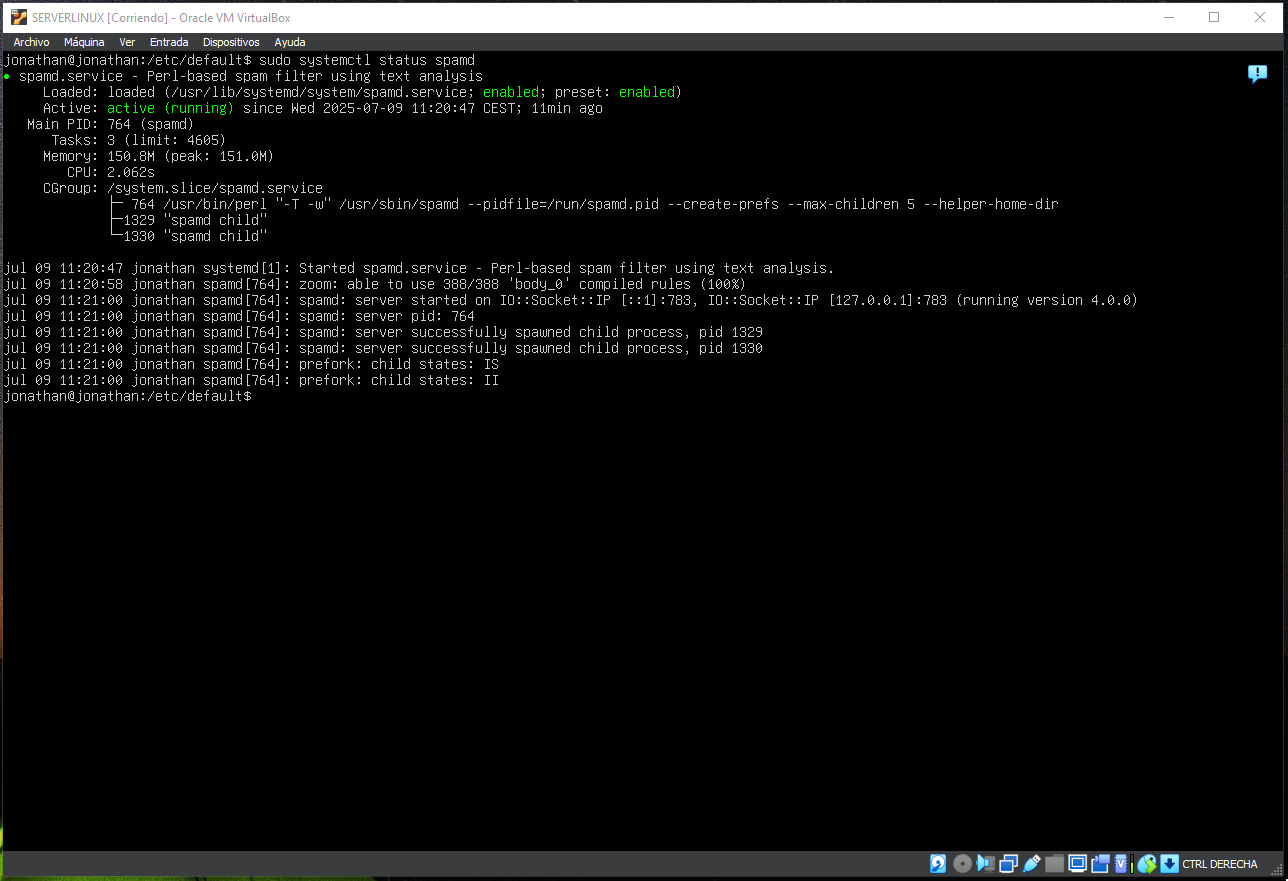 SERVERLINUX [Corriendo] - Oracle VM VirtualBox
Archivo Máquina Ver Entrada Dispositivos Ayuda
jonathan@jonathan:/etc/default$ sudo systemctl status spamd
● spamd.service - Perl-based spam filter using text analysis
Loaded: loaded (/usr/lib/systemd/system/spamd.service; enabled; preset: enabled)
Active: active (running) since Wed 2025-07-09 11:20:47 CEST; 11min ago
Main PID: 764 (spamd)
Tasks: 3 (limit: 4605)
Memory: 150.8M (peak: 151.0M)
CPU: 2.062s
CGroup: /system.slice/spamd.service
├─ 764 /usr/bin/perl "-T -w" /usr/sbin/spamd --pidfile=/run/spamd.pid --create-prefs --max-children 5 --helper-home-dir
├─1329 "spamd child"
└─1330 "spamd child"
jul 09 11:20:47 jonathan systemd[1]: Started spamd.service - Perl-based spam filter using text analysis.
jul 09 11:20:58 jonathan spamd[764]: zoom: able to use 388/388 'body_0' compiled rules (100%)
jul 09 11:21:00 jonathan spamd[764]: spamd: server started on IO::Socket::IP [::1]:783, IO::Socket::IP [127.0.0.1]:783 (running version 4.0.0)
jul 09 11:21:00 jonathan spamd[764]: spamd: server pid: 764
jul 09 11:21:00 jonathan spamd[764]: spamd: server successfully spawned child process, pid 1329
jul 09 11:21:00 jonathan spamd[764]: spamd: server successfully spawned child process, pid 1330
jul 09 11:21:00 jonathan spamd[764]: prefork: child states: IS
jul 09 11:21:00 jonathan spamd[764]: prefork: child states: II
jonathan@jonathan:/etc/default$
CTRL DERECHA